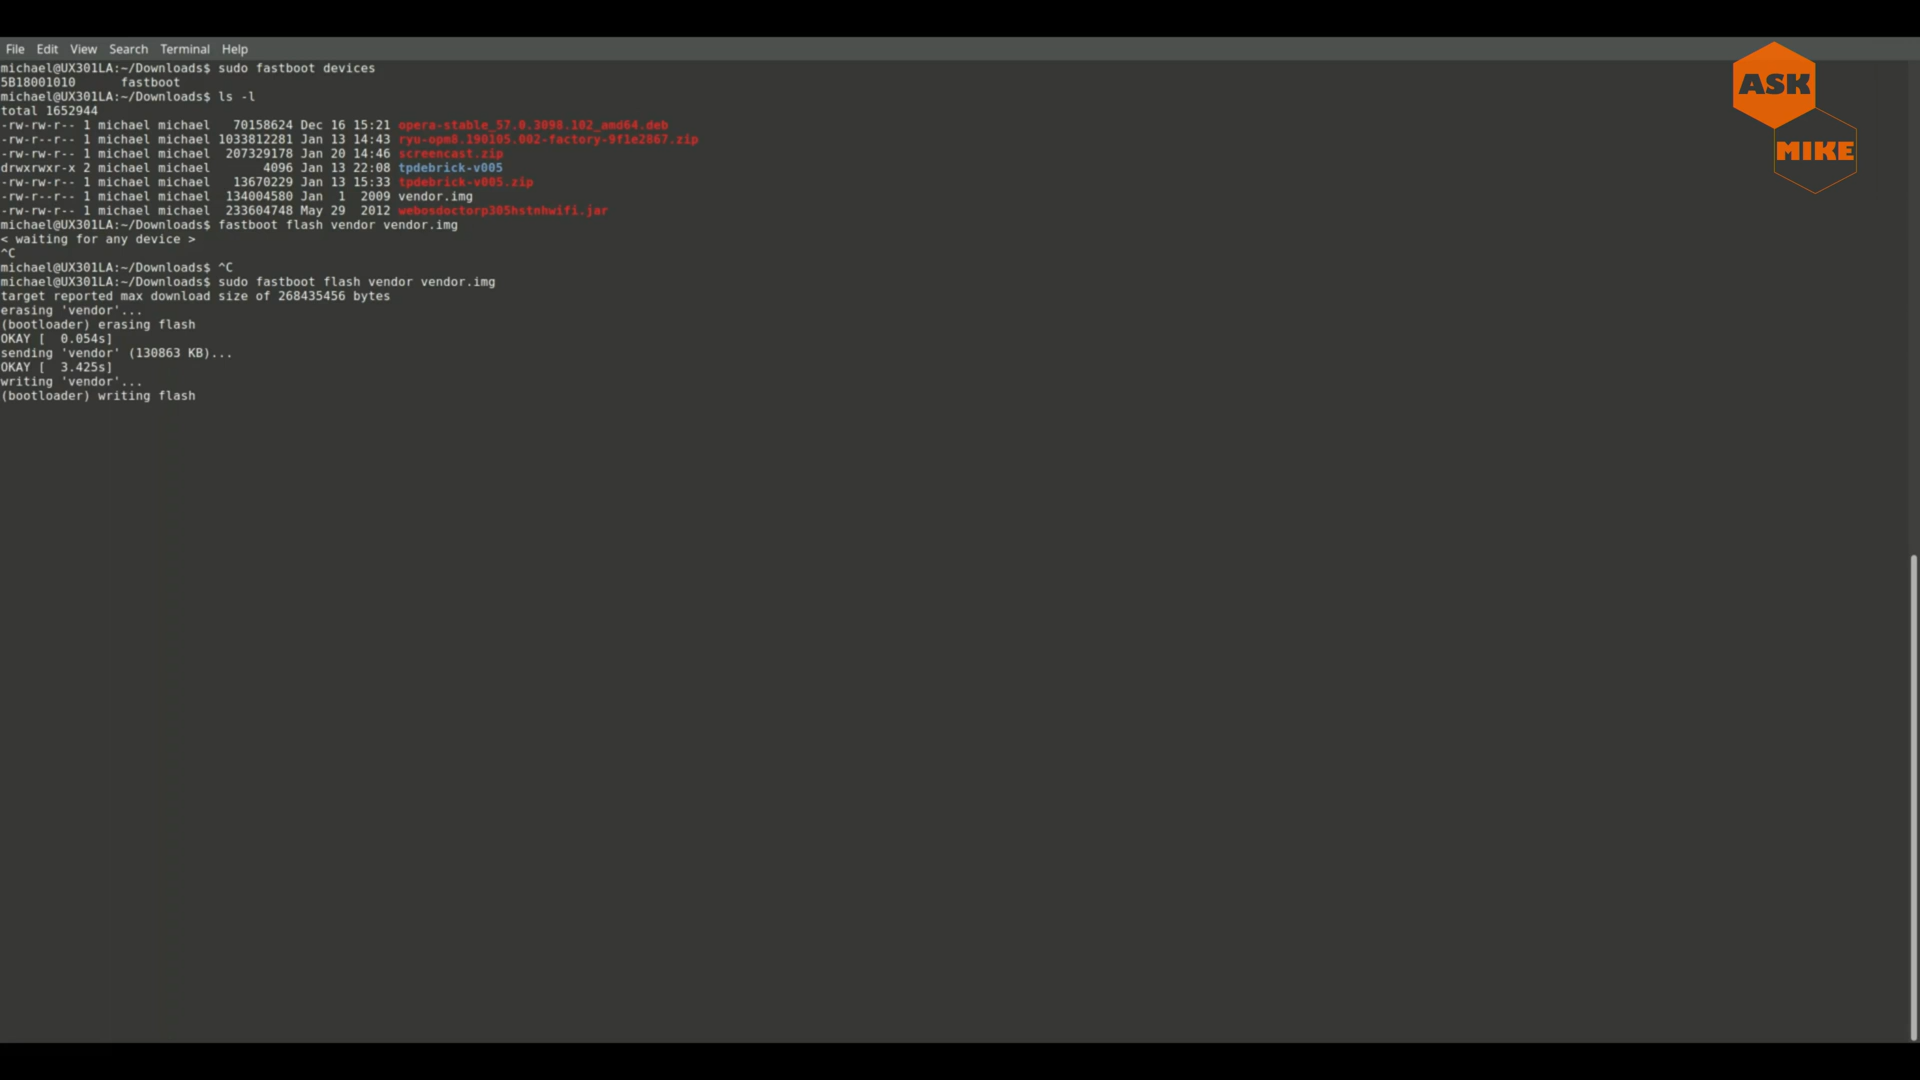 File Edit View Search Terminal Help
michael@UX301LA:~/Downloads$ sudo fastboot devices
5B18001010      fastboot
michael@UX301LA:~/Downloads$ ls -l
total 1652944
-rw-rw-r-- 1 michael michael   70158624 Dec 16 15:21 opera-stable_57.0.3098.102_amd64.deb
-rw-r--r-- 1 michael michael 1033812281 Jan 13 14:43 ryu-opm8.190105.002-factory-9f1e2867.zip
-rw-rw-r-- 1 michael michael  207329178 Jan 20 14:46 screencast.zip
drwxrwxr-x 2 michael michael       4096 Jan 13 22:08 tpdebrick-v005
-rw-rw-r-- 1 michael michael   13670229 Jan 13 15:33 tpdebrick-v005.zip
-rw-r--r-- 1 michael michael  134004580 Jan  1  2009 vendor.img
-rw-rw-r-- 1 michael michael  233604748 May 29  2012 webosdoctorp305hstnhwifi.jar
michael@UX301LA:~/Downloads$ fastboot flash vendor vendor.img
< waiting for any device >
^C
michael@UX301LA:~/Downloads$ ^C
michael@UX301LA:~/Downloads$ sudo fastboot flash vendor vendor.img
target reported max download size of 268435456 bytes
erasing 'vendor'...
(bootloader) erasing flash
OKAY [  0.054s]
sending 'vendor' (130863 KB)...
OKAY [  3.425s]
writing 'vendor'...
(bootloader) writing flash
ASK
MIKE